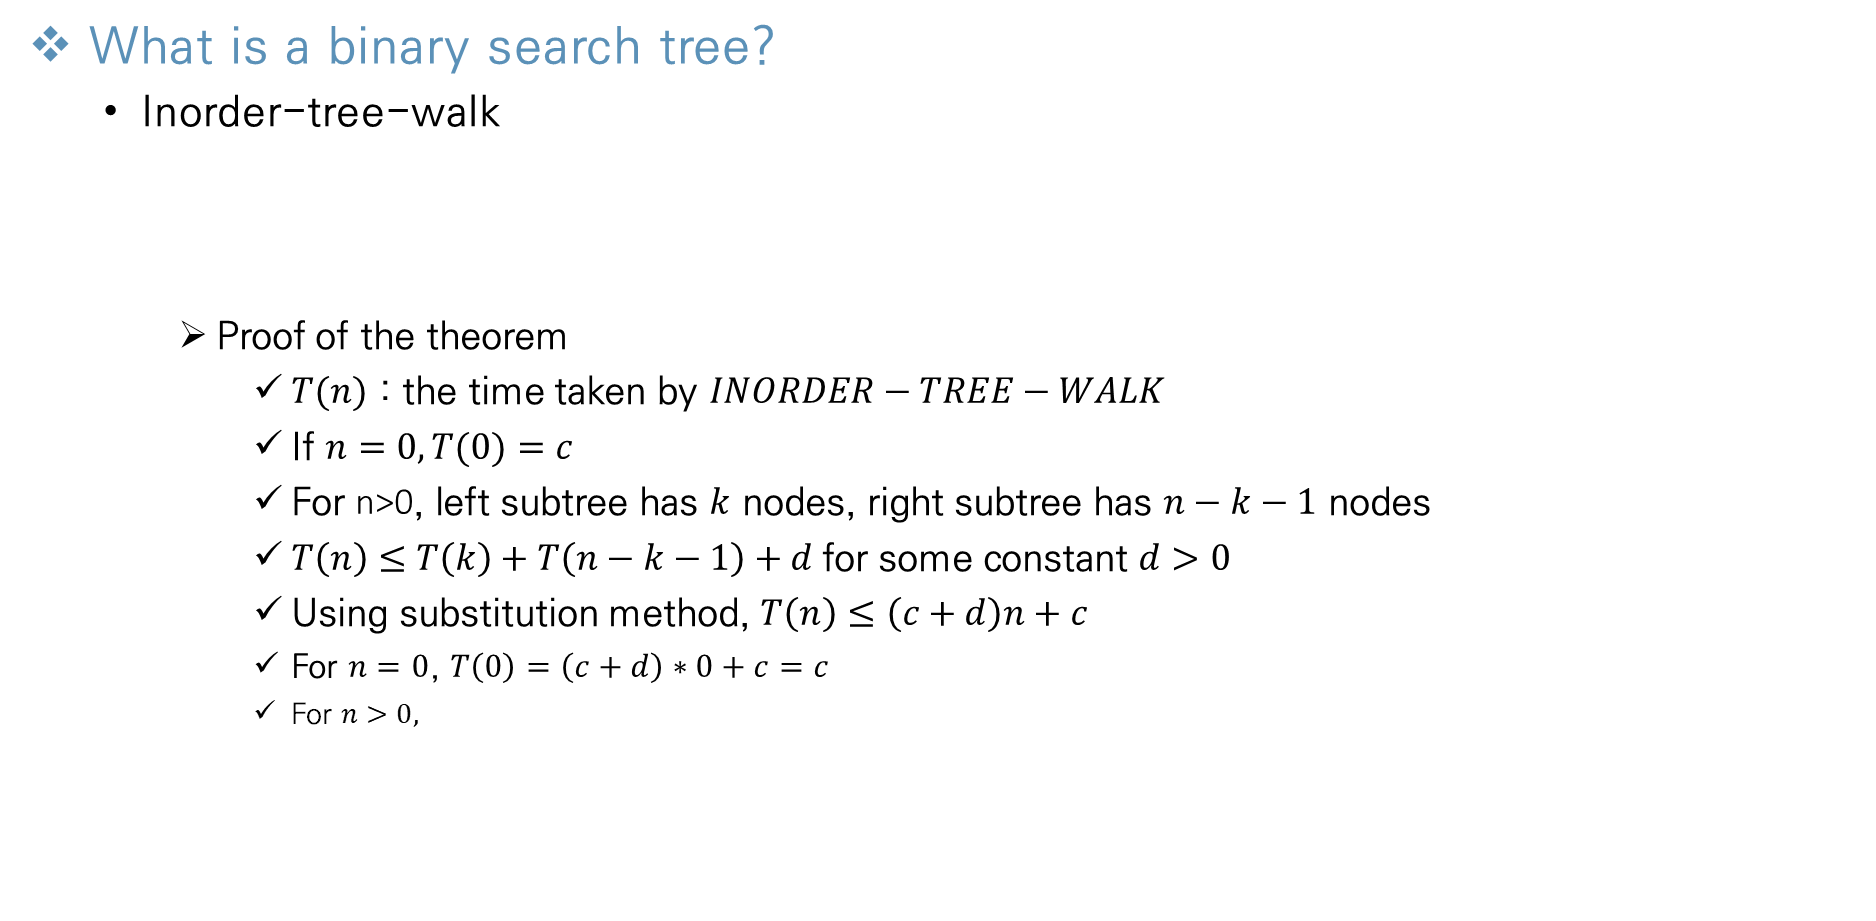 ❖ What is a binary search tree?
• Inorder-tree-walk
➢ Proof of the theorem
✓ T(n) : the time taken by INORDER − TREE − WALK
✓ If n = 0, T(0) = c
✓ For n>0, left subtree has k nodes, right subtree has n − k − 1 nodes
✓ T(n) ≤ T(k) + T(n − k − 1) + d for some constant d > 0
✓ Using substitution method, T(n) ≤ (c + d)n + c
✓ For n = 0, T(0) = (c + d) ∗ 0 + c = c
✓ For n > 0,